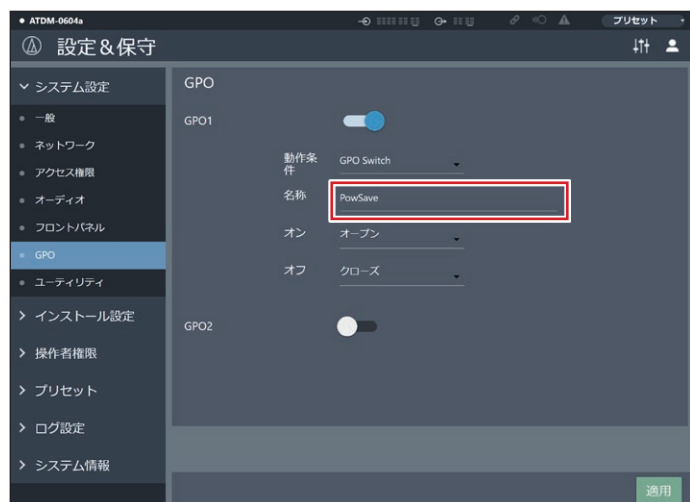 ATDM-0604a
プリセット
設定&保守
システム設定
一般
ネットワーク
アクセス権限
オーディオ
フロントパネル
GPO
ユーティリティ
インストール設定
操作者権限
プリセット
ログ設定
システム情報
GPO
GPO1
動作条
件
GPO Switch
名称
PowSave
オン
オープン
オフ
クローズ
GPO2
適用